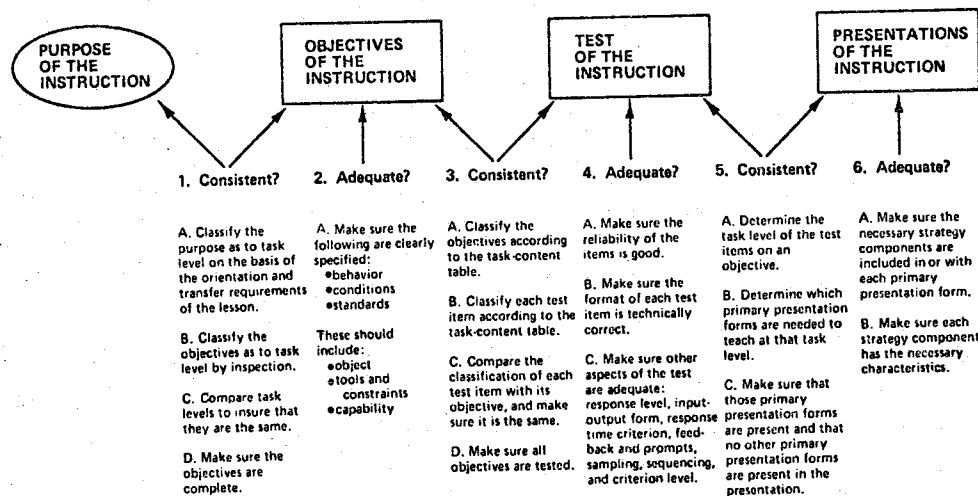 PURPOSE
OF THE
INSTRUCTION
OBJECTIVES
OF THE
INSTRUCTION
TEST
OF THE
INSTRUCTION
PRESENTATIONS
OF THE
INSTRUCTION
1. Consistent?
2. Adequate?
3. Consistent?
4. Adequate?
5. Consistent?
6. Adequate?
A. Classify the
purpose as to task
level on the basis of
the orientation and
transfer requirements
of the lesson.
B. Classify the
objectives as to task
level by inspection.
C. Compare task
levels to insure that
they are the same.
D. Make sure the
objectives are
complete.
A. Make sure the
following are clearly
specified:
•behavior
•conditions
•standards
These should
include:
•object
•tools and
constraints
•capability
A. Classify the
objectives according
to the task-content
table.
B. Classify each test
item according to the
task-content table.
C. Compare the
classification of each
test item with its
objective, and make
sure it is the same.
D. Make sure all
objectives are tested.
A. Make sure the
reliability of the
items is good.
B. Make sure the
format of each test
item is technically
correct.
C. Make sure other
aspects of the test
are adequate:
response level, input-
output form, response
time criterion, feed-
back and prompts,
sampling, sequencing,
and criterion level.
A. Determine the
task level of the test
items on an
objective.
B. Determine which
primary presentation
forms are needed to
teach at that task
level.
C. Make sure that
those primary
presentation forms
are present and that
no other primary
presentation forms
are present in the
presentation.
A. Make sure the
necessary strategy
components are
included in or with
each primary
presentation form.
B. Make sure each
strategy component
has the necessary
characteristics.